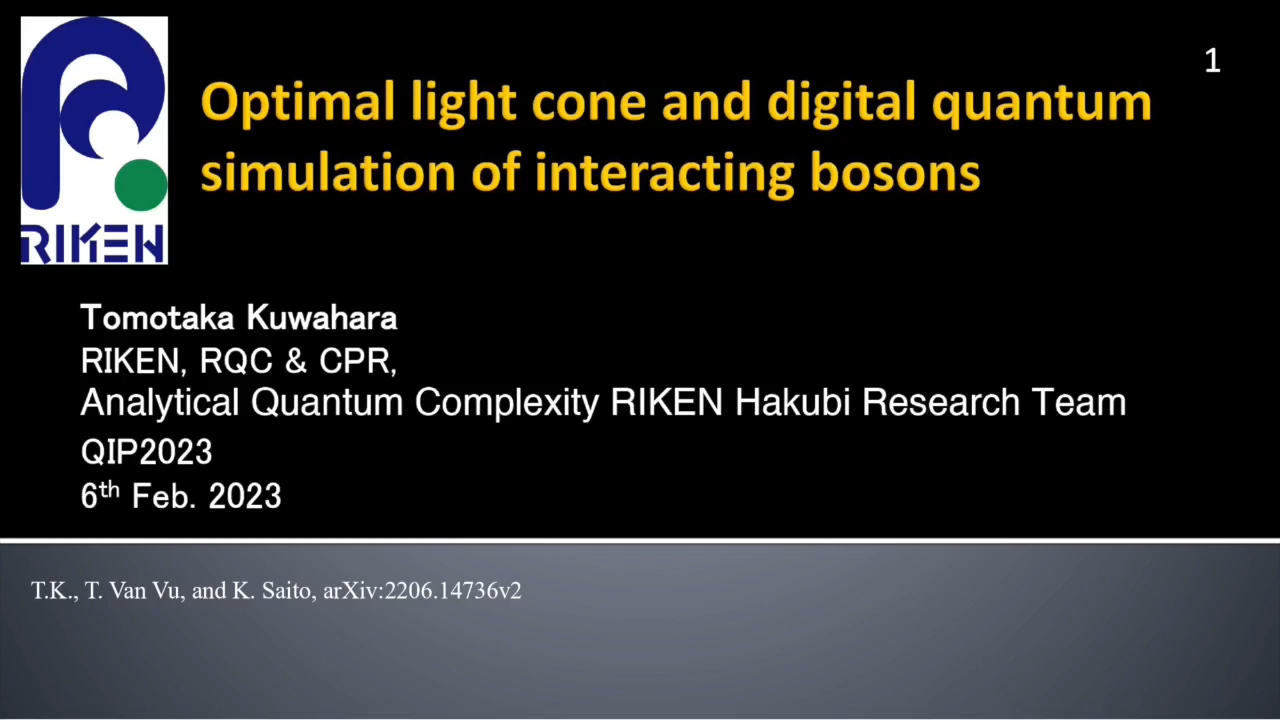 1
Optimal light cone and digital quantum
simulation of interacting bosons
RIKEN
Tomotaka Kuwahara
RIKEN, RQC & CPR,
Analytical Quantum Complexity RIKEN Hakubi Research Team
QIP2023
6th Feb. 2023
T.K., T. Van Vu, and K. Saito, arXiv:2206.14736v2